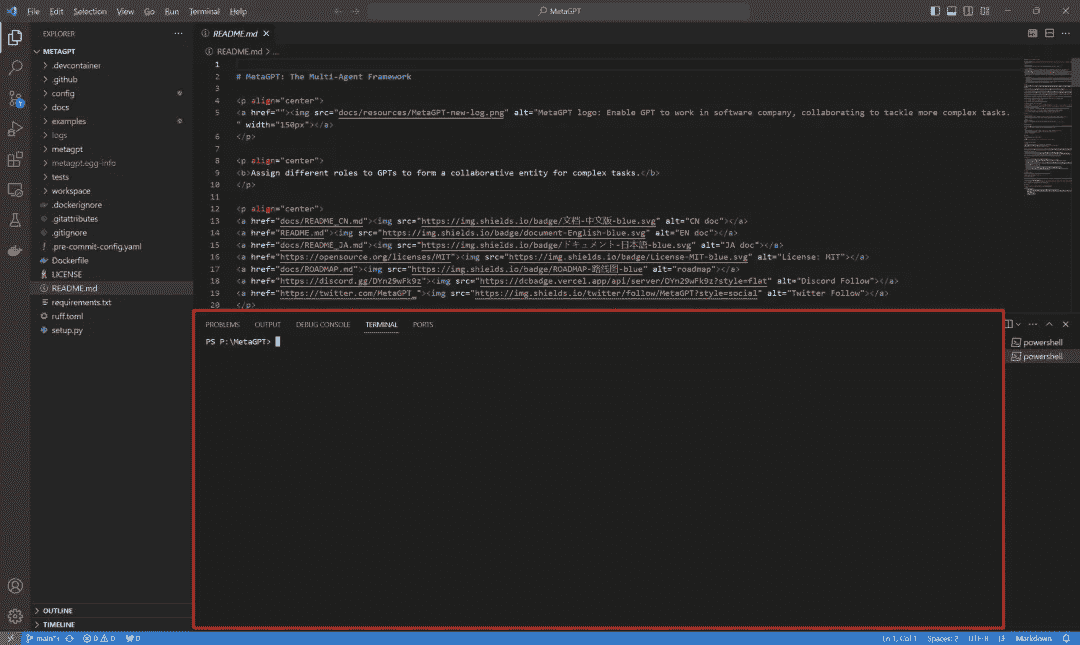 File Edit Selection View Go Run Terminal Help
MetaGPT
EXPLORER
METAGPT
.devcontainer
.github
config
docs
examples
logs
metagpt
metagpt.egg-info
tests
workspace
.dockerignore
.gitattributes
.gitignore
.pre-commit-config.yaml
Dockerfile
LICENSE
README.md
requirements.txt
ruff.toml
setup.py
OUTLINE
TIMELINE
README.md
README.md > ...
1
2 # MetaGPT: The Multi-Agent Framework
3
4 <p align="center">
5 <a href=""><img src="docs/resources/MetaGPT-new-log.png" alt="MetaGPT logo: Enable GPT to work in software company, collaborating to tackle more complex tasks.
" width="150px"></a>
6 </p>
7
8 <p align="center">
9 <b>Assign different roles to GPTs to form a collaborative entity for complex tasks.</b>
10 </p>
11
12 <p align="center">
13 <a href="docs/README_CN.md"><img src="https://img.shields.io/badge/文档-中文版-blue.svg" alt="CN doc"></a>
14 <a href="README.md"><img src="https://img.shields.io/badge/document-English-blue.svg" alt="EN doc"></a>
15 <a href="docs/README_JA.md"><img src="https://img.shields.io/badge/ドキュメント-日本語-blue.svg" alt="JA doc"></a>
16 <a href="https://opensource.org/licenses/MIT"><img src="https://img.shields.io/badge/License-MIT-blue.svg" alt="License: MIT"></a>
17 <a href="docs/ROADMAP.md"><img src="https://img.shields.io/badge/ROADMAP-路线图-blue" alt="roadmap"></a>
18 <a href="https://discord.gg/DYn29wFk9z"><img src="https://dcbadge.vercel.app/api/server/DYn29wFk9z?style=flat" alt="Discord Follow"></a>
19 <a href="https://twitter.com/MetaGPT_"><img src="https://img.shields.io/twitter/follow/MetaGPT?style=social" alt="Twitter Follow"></a>
20 </p>
PROBLEMS OUTPUT DEBUG CONSOLE TERMINAL PORTS
PS P:\MetaGPT>
powershell
powershell
main* 0 0 0 Ln 1, Col 1 Spaces: 2 UTF-8 Markdown